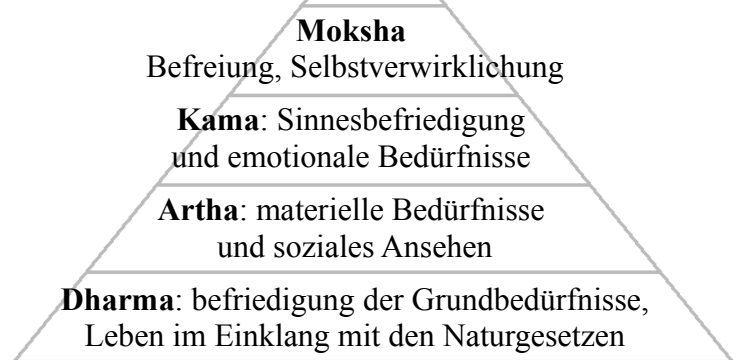 Moksha
Befreiung, Selbstverwirklichung
Kama: Sinnesbefriedigung
und emotionale Bedürfnisse
Artha: materielle Bedürfnisse
und soziales Ansehen
Dharma: befriedigung der Grundbedürfnisse,
Leben im Einklang mit den Naturgesetzen